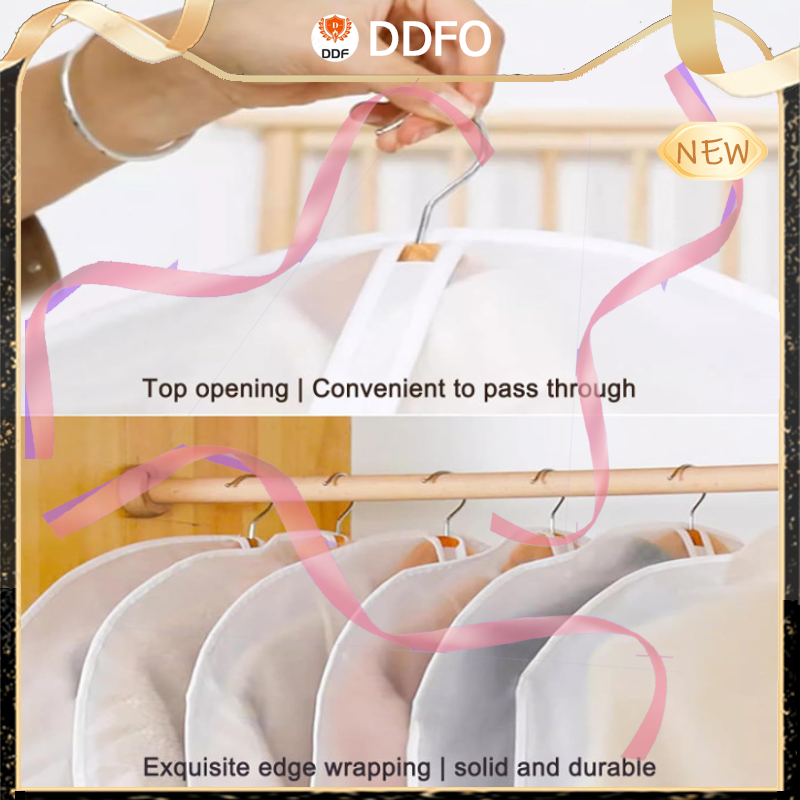 D
DDF
DDFO
NEW
Top opening | Convenient to pass through
Exquisite edge wrapping | solid and durable